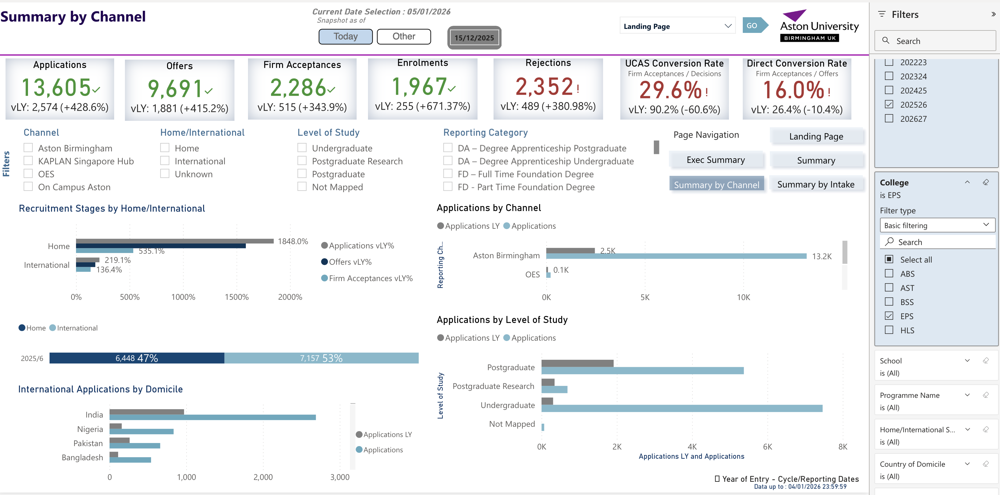 Summary by Channel
Current Date Selection : 05/01/2026
Snapshot as of
Today
Other
15/12/2025
Landing Page
GO
Aston University
BIRMINGHAM UK
Applications
13,605
vLY: 2,574 (+428.6%)
Offers
9,691
vLY: 1,881 (+415.2%)
Firm Acceptances
2,286
vLY: 515 (+343.9%)
Enrolments
1,967
vLY: 255 (+671.37%)
Rejections
2,352!
vLY: 489 (+380.98%)
UCAS Conversion Rate
Firm Acceptances / Decisions
29.6%!
vLY: 90.2% (-60.6%)
Direct Conversion Rate
Firm Acceptances / Offers
16.0%!
vLY: 26.4% (-10.4%)
Filters
Channel
Aston Birmingham
KAPLAN Singapore Hub
OES
On Campus Aston
Home/International
Home
International
Unknown
Level of Study
Undergraduate
Postgraduate Research
Postgraduate
Not Mapped
Reporting Category
DA – Degree Apprenticeship Postgraduate
DA – Degree Apprenticeship Undergraduate
FD – Full Time Foundation Degree
FD - Part Time Foundation Degree
Page Navigation
Landing Page
Exec Summary
Summary
Summary by Channel
Summary by Intake
Recruitment Stages by Home/International
Home
1848.0%
535.1%
International
219.1%
136.4%
0%
500%
1000%
1500%
2000%
Applications vLY%
Offers vLY%
Firm Acceptances vLY%
Home
International
2025/6
6,448 47%
7,157 53%
International Applications by Domicile
India
Nigeria
Pakistan
Bangladesh
0
1,000
2,000
3,000
Applications LY
Applications
Applications by Channel
Applications LY
Applications
Reporting Ch...
Aston Birmingham
2.5K
13.2K
OES
0.1K
0K
5K
10K
Applications by Level of Study
Applications LY
Applications
Level of Study
Postgraduate
Postgraduate Research
Undergraduate
Not Mapped
0K
2K
4K
6K
8K
Applications LY and Applications
Year of Entry - Cycle/Reporting Dates
Data up to : 04/01/2026 23:59:59
Filters
Search
202223
202324
202425
202526
202627
College
is EPS
Filter type
Basic filtering
Search
Select all
ABS
AST
BSS
EPS
HLS
School
is (All)
Programme Name
is (All)
Home/International S...
is (All)
Country of Domicile
is (All)